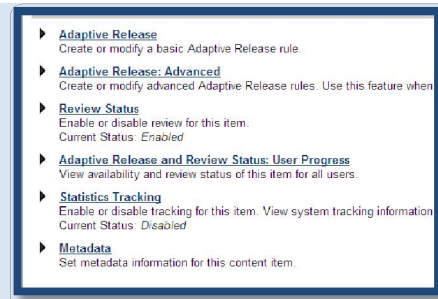 Adaptive Release
Create or modify a basic Adaptive Release rule.
Adaptive Release: Advanced
Create or modify advanced Adaptive Release rules. Use this feature when
Review Status
Enable or disable review for this item.
Current Status: Enabled
Adaptive Release and Review Status: User Progress
View availability and review status of this item for all users.
Statistics Tracking
Enable or disable tracking for this item. View system tracking information
Current Status: Disabled
Metadata
Set metadata information for this content item.